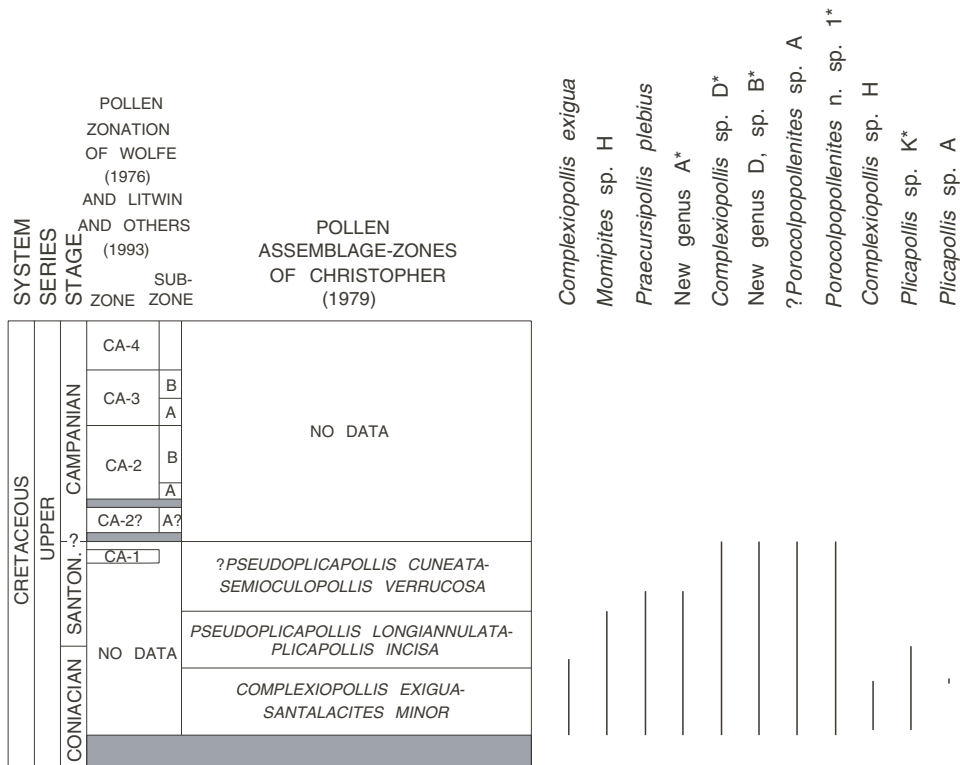 POLLEN
ZONATION
OF WOLFE
(1976)
AND LITWIN
AND OTHERS
(1993)
SYSTEM
SERIES
STAGE
ZONE
SUB-
ZONE
POLLEN
ASSEMBLAGE-ZONES
OF CHRISTOPHER
(1979)
Complexiopollis exigua
Momipites sp. H
Praecursipollis plebius
New genus A*
Complexiopollis sp. D*
New genus D, sp. B*
?Porocolpopollenites sp. A
Porocolpopollenites n. sp. 1*
Complexiopollis sp. H
Plicapollis sp. K*
Plicapollis sp. A
CRETACEOUS
UPPER
CAMPANIAN
?
SANTON.
CONIACIAN
CA-4
CA-3
B
A
CA-2
B
A
CA-2?
A?
CA-1
NO DATA
NO DATA
?PSEUDOPLICAPOLLIS CUNEATA-
SEMIOCULOPOLLIS VERRUCOSA
PSEUDOPLICAPOLLIS LONGIANNULATA-
PLICAPOLLIS INCISA
COMPLEXIOPOLLIS EXIGUA-
SANTALACITES MINOR